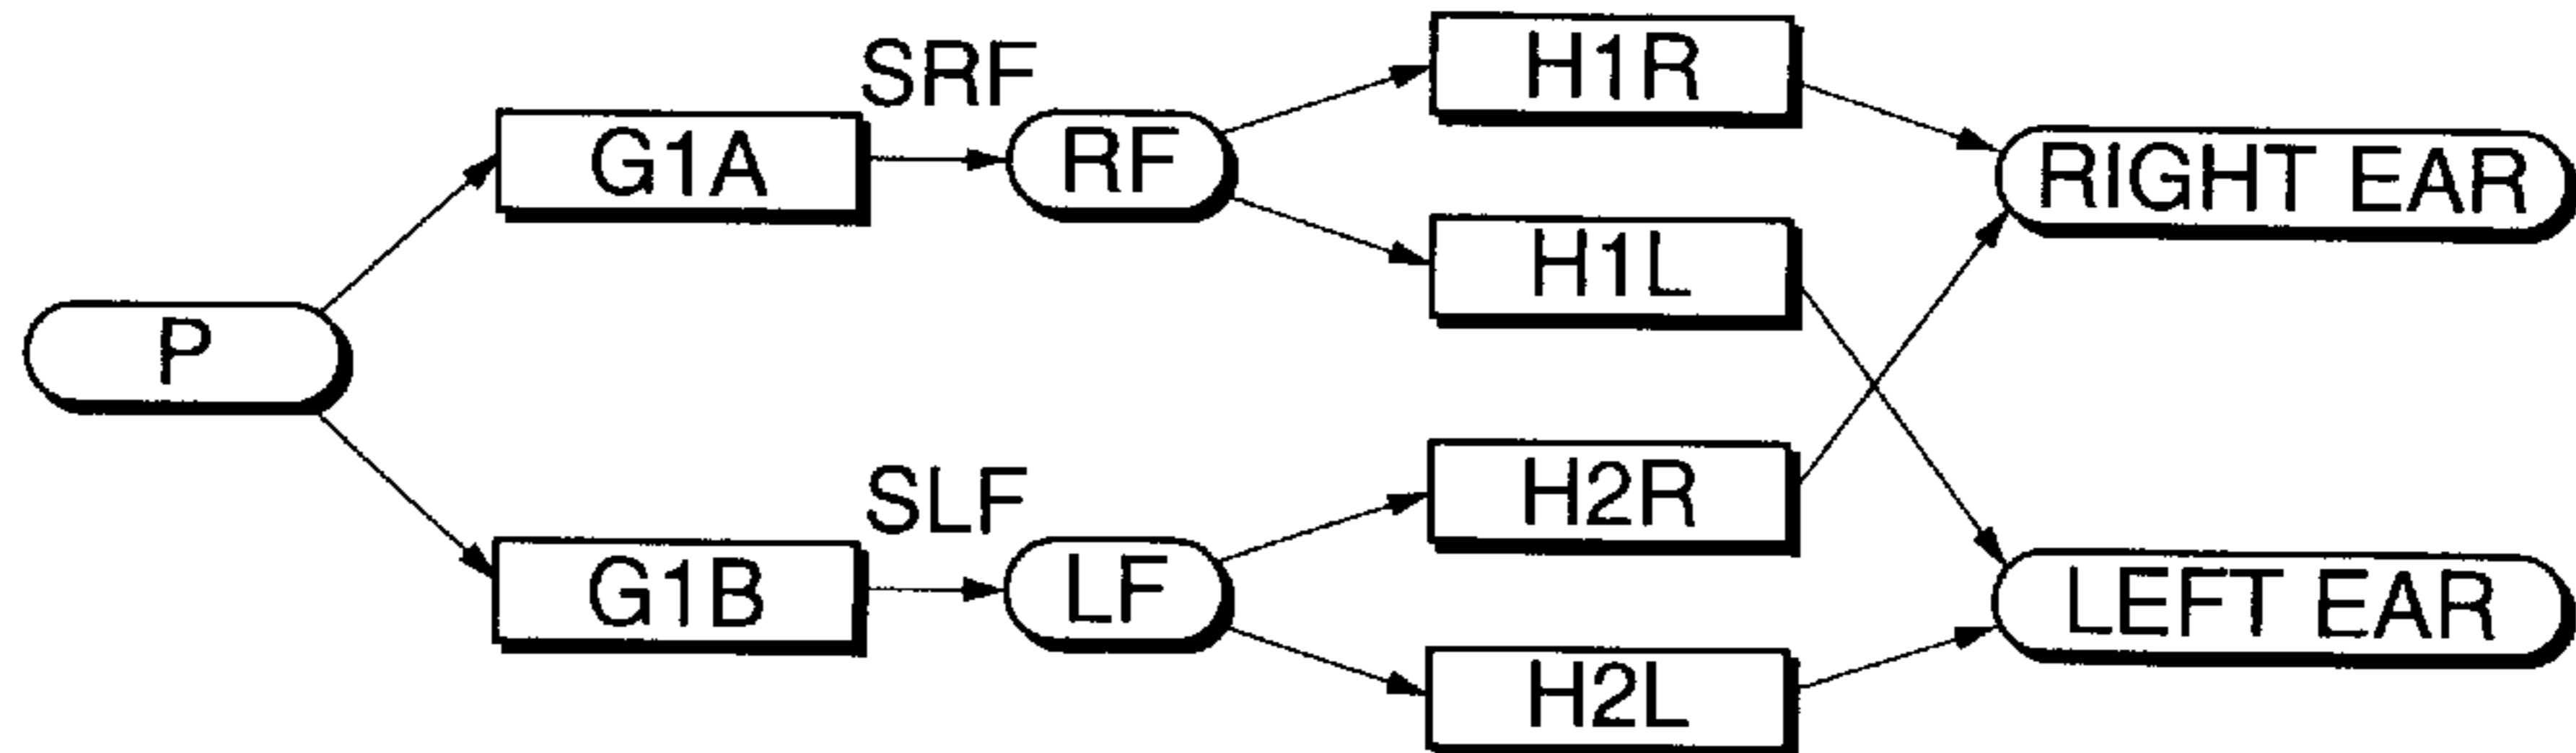 SRF
H1R
G1A
RF
RIGHT EAR
H1L
P
SLF
H2R
G1B
LF
LEFT EAR
H2L